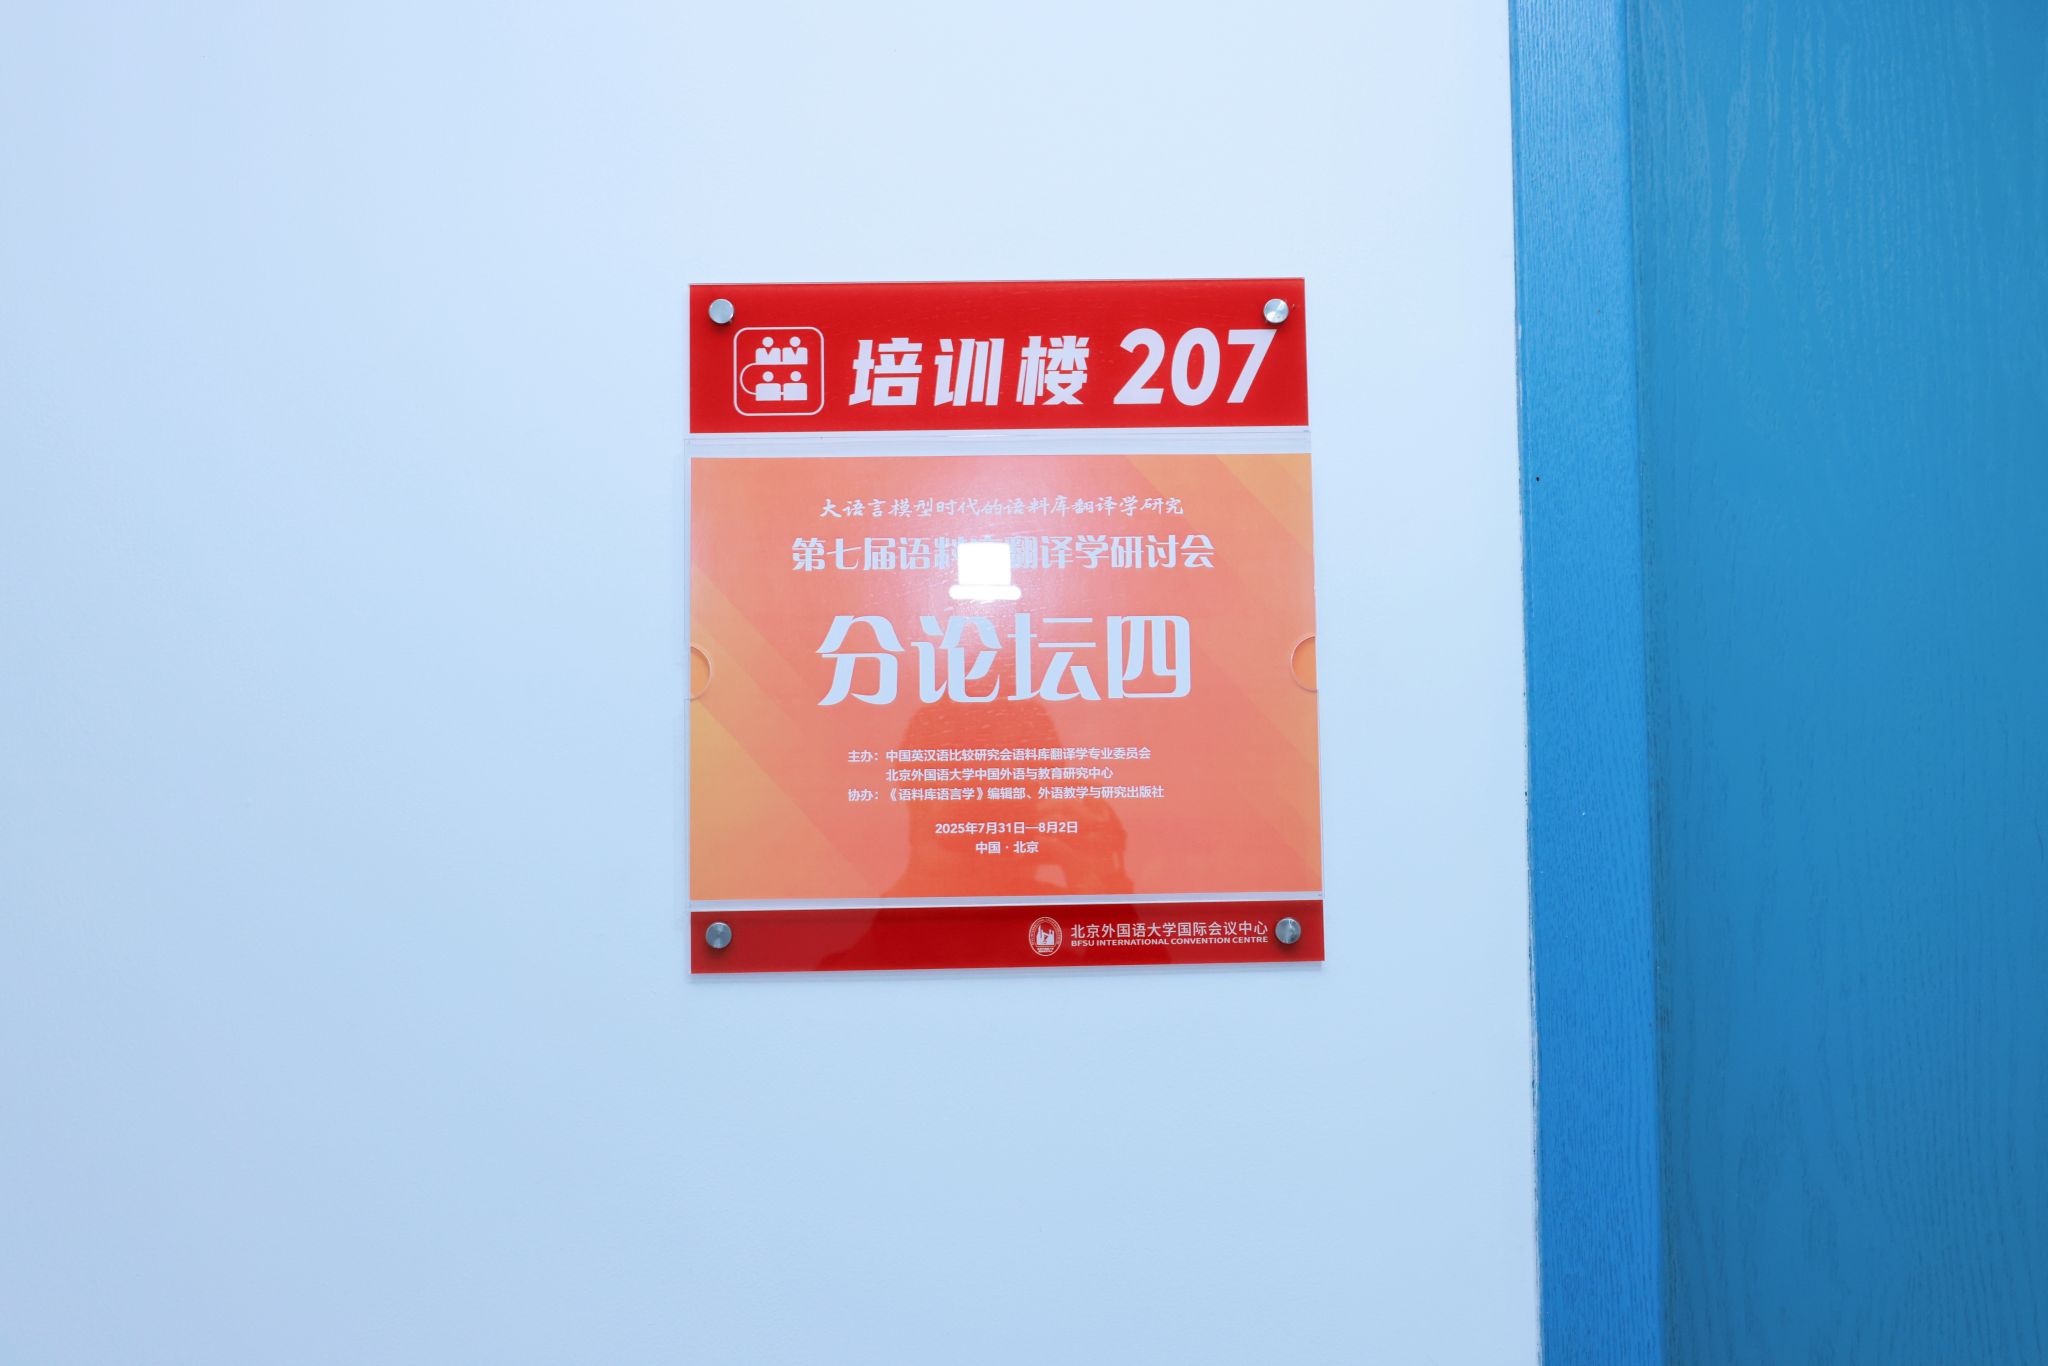 培训楼 207
大语言模型时代的语料库翻译学研究
第七届语料 翻译学研讨会
分论坛四
主办：中国英汉语比较研究会语料库翻译学专业委员会
北京外国语大学中国外语与教育研究中心
协办：《语料库语言学》编辑部、外语教学与研究出版社
2025年7月31日—8月2日
中国·北京
北京外国语大学国际会议中心
BFSU INTERNATIONAL CONVENTION CENTRE